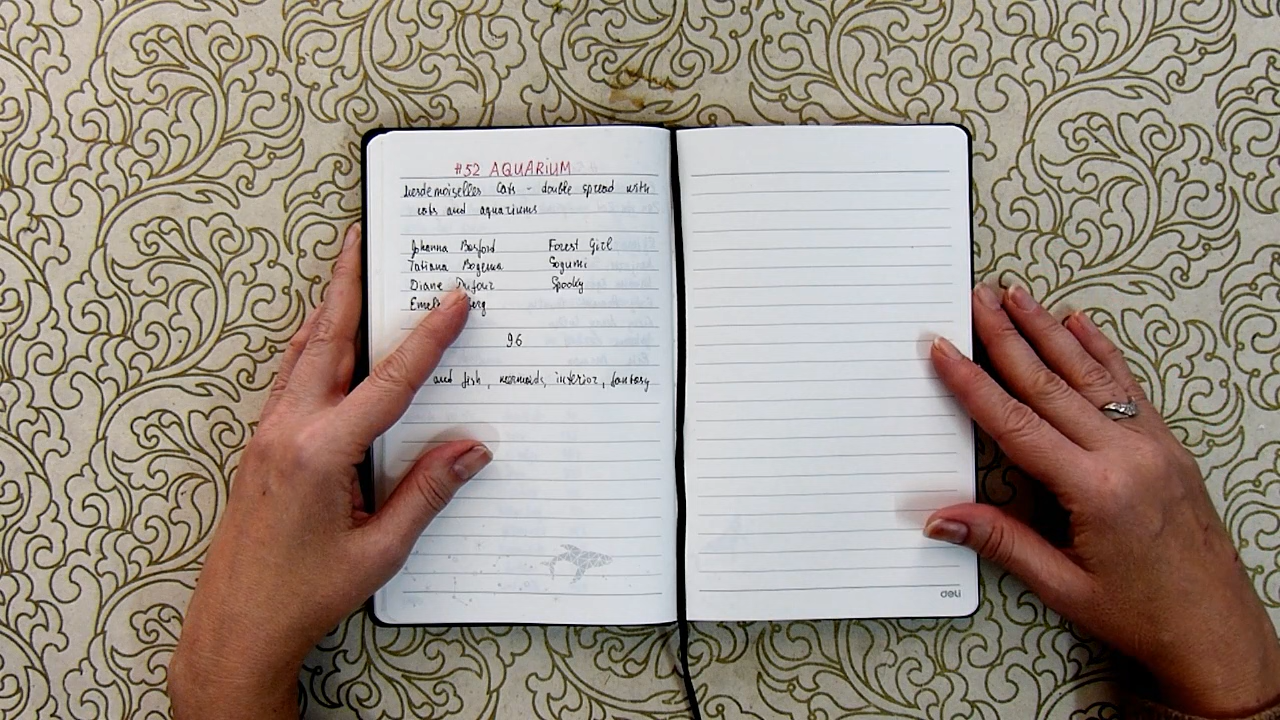 #52 AQUARIUM
Mesdemoiselles Cats - double spread with
cats and aquariums
Johanna Basford Forest Girl
Tatiana Bogema Sogumi
Diane Dufour Spooky
96
and fish, mermaids, interior, fantasy
deli